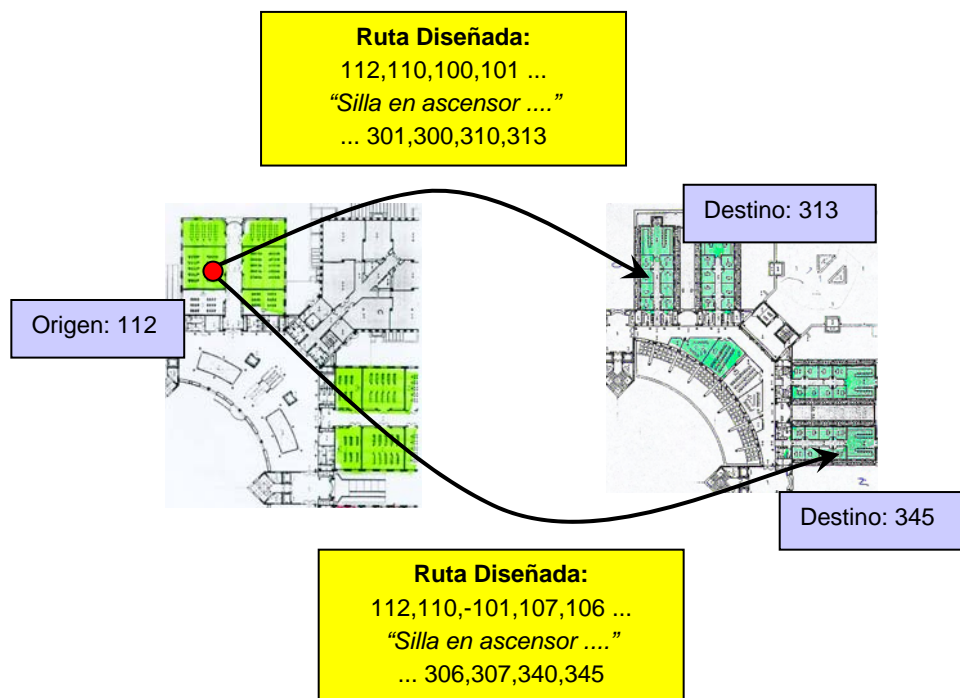 Ruta Diseñada:
112,110,100,101 ...
“Silla en ascensor ....”
... 301,300,310,313
Destino: 313
Origen: 112
Destino: 345
Ruta Diseñada:
112,110,-101,107,106 ...
“Silla en ascensor ....”
... 306,307,340,345